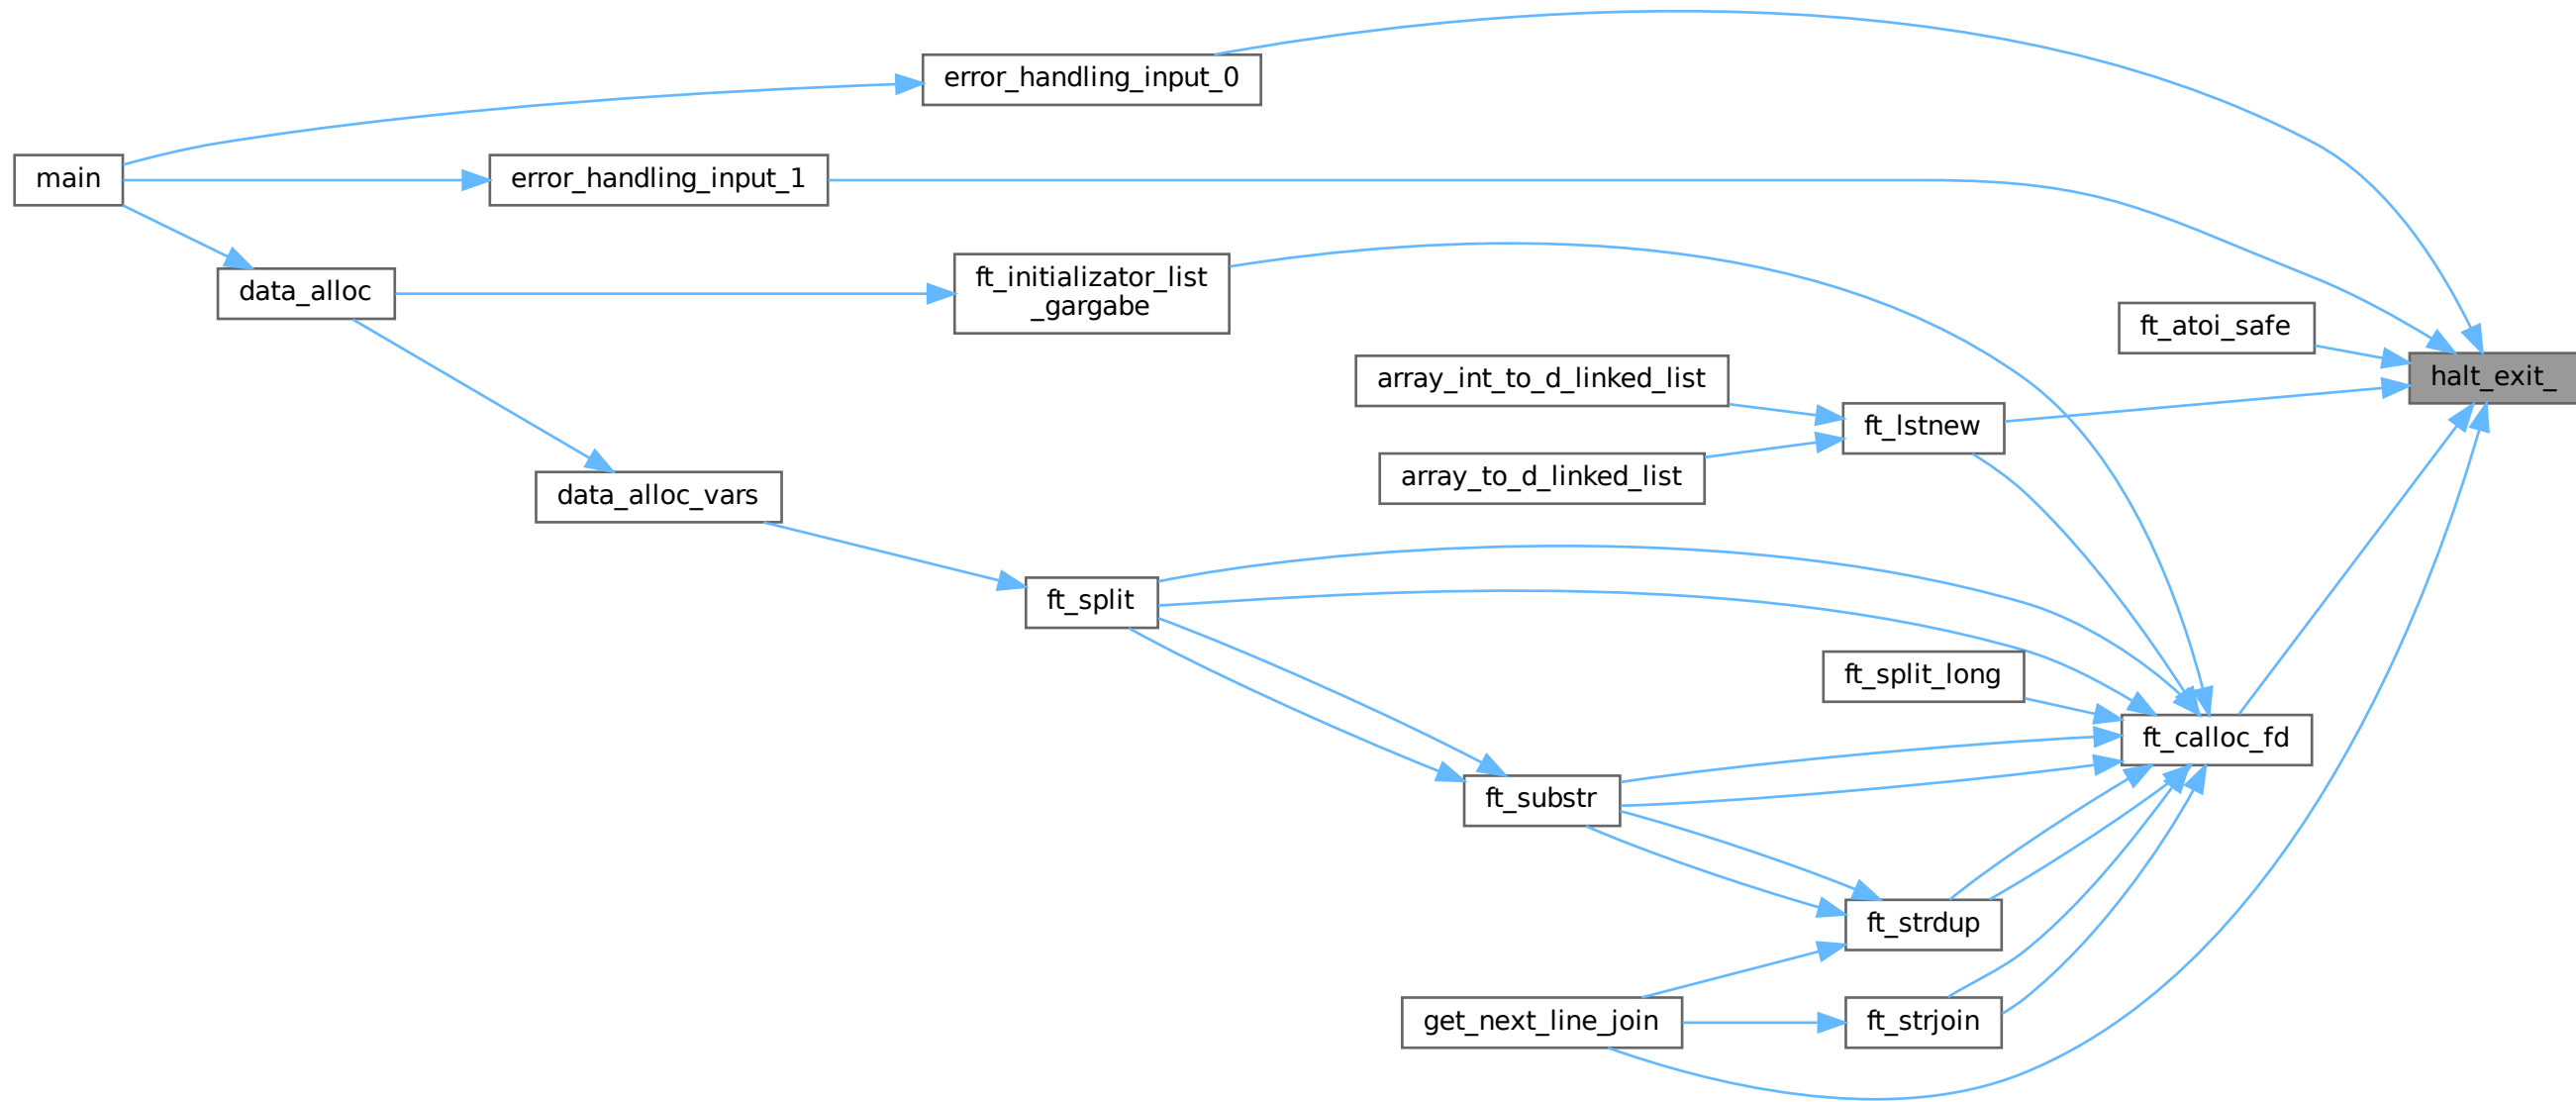 error_handling_input_0
main
error_handling_input_1
data_alloc
ft_initializator_list
_gargabe
ft_atoi_safe
halt_exit_
array_int_to_d_linked_list
ft_lstnew
array_to_d_linked_list
data_alloc_vars
ft_split
ft_split_long
ft_calloc_fd
ft_substr
ft_strdup
get_next_line_join
ft_strjoin